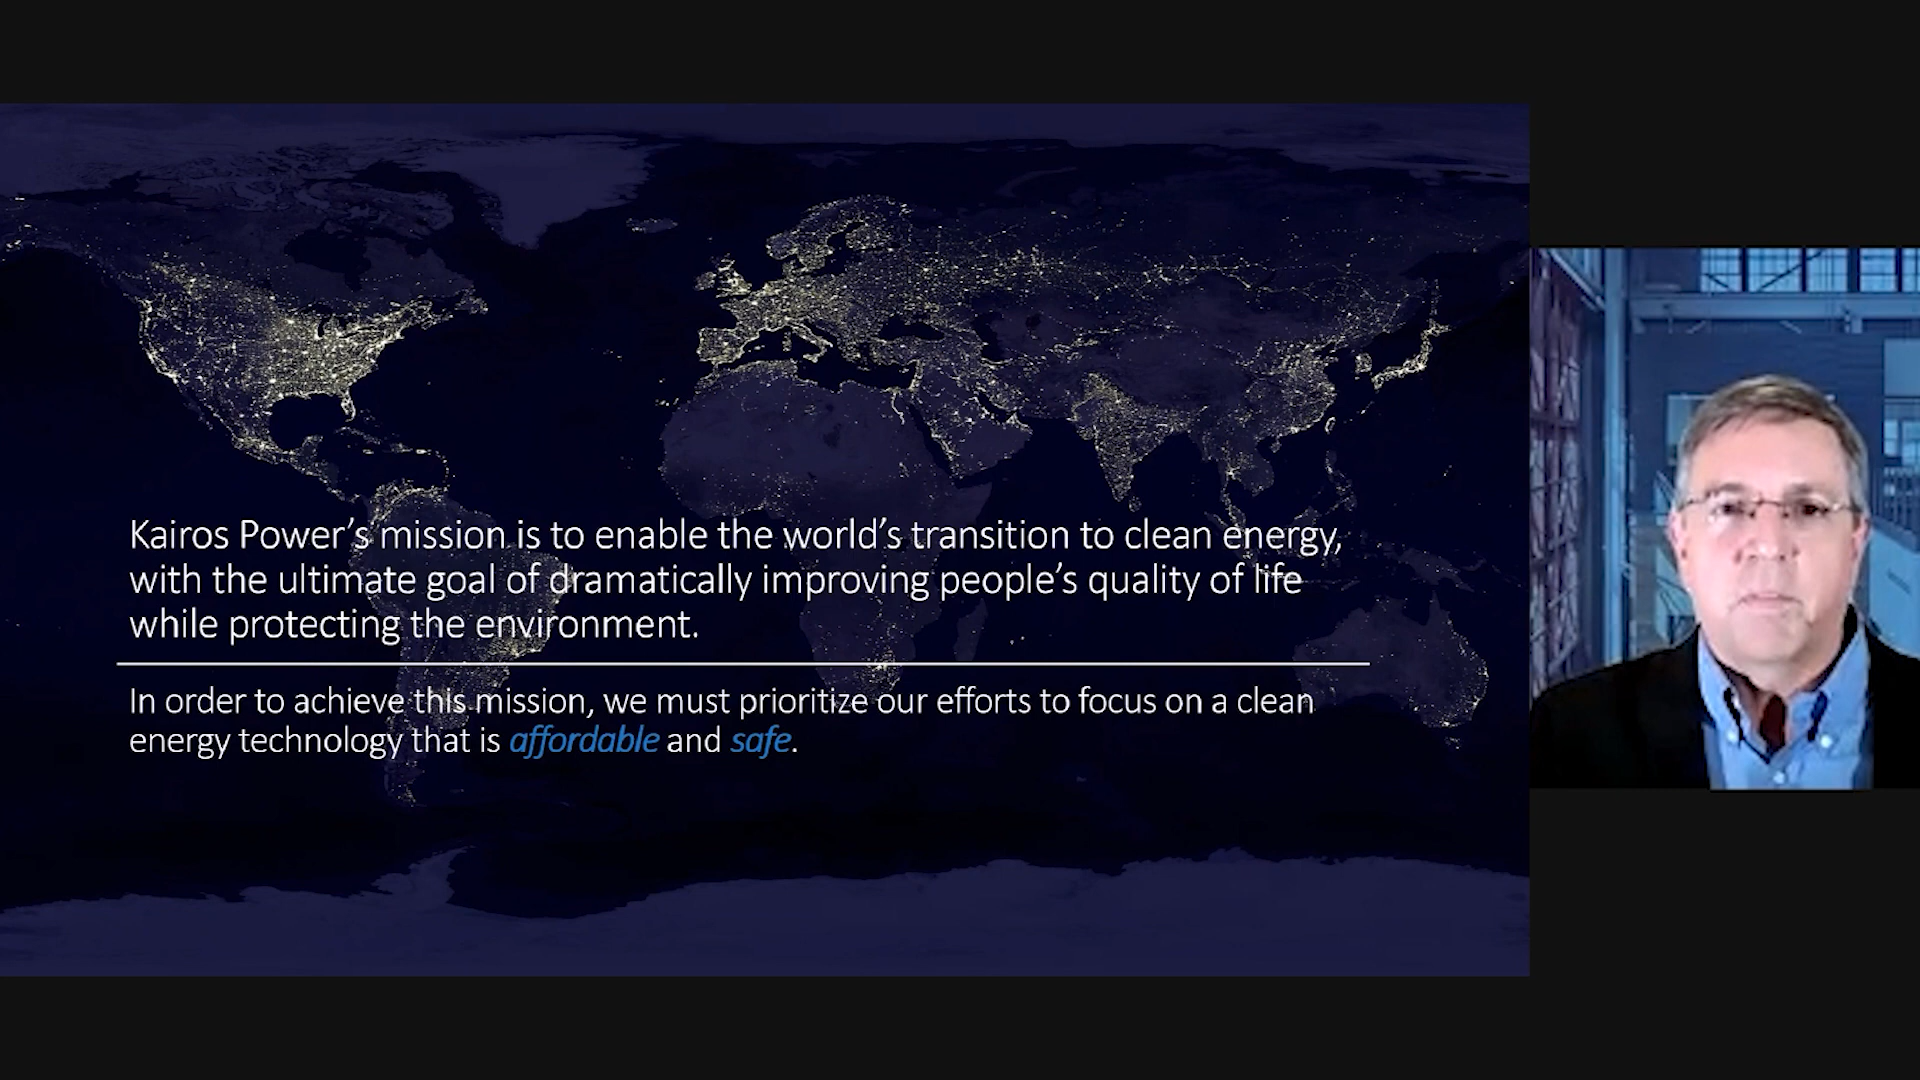 Kairos Power’s mission is to enable the world’s transition to clean energy,
with the ultimate goal of dramatically improving people’s quality of life
while protecting the environment.
In order to achieve this mission, we must prioritize our efforts to focus on a clean
energy technology that is affordable and safe.